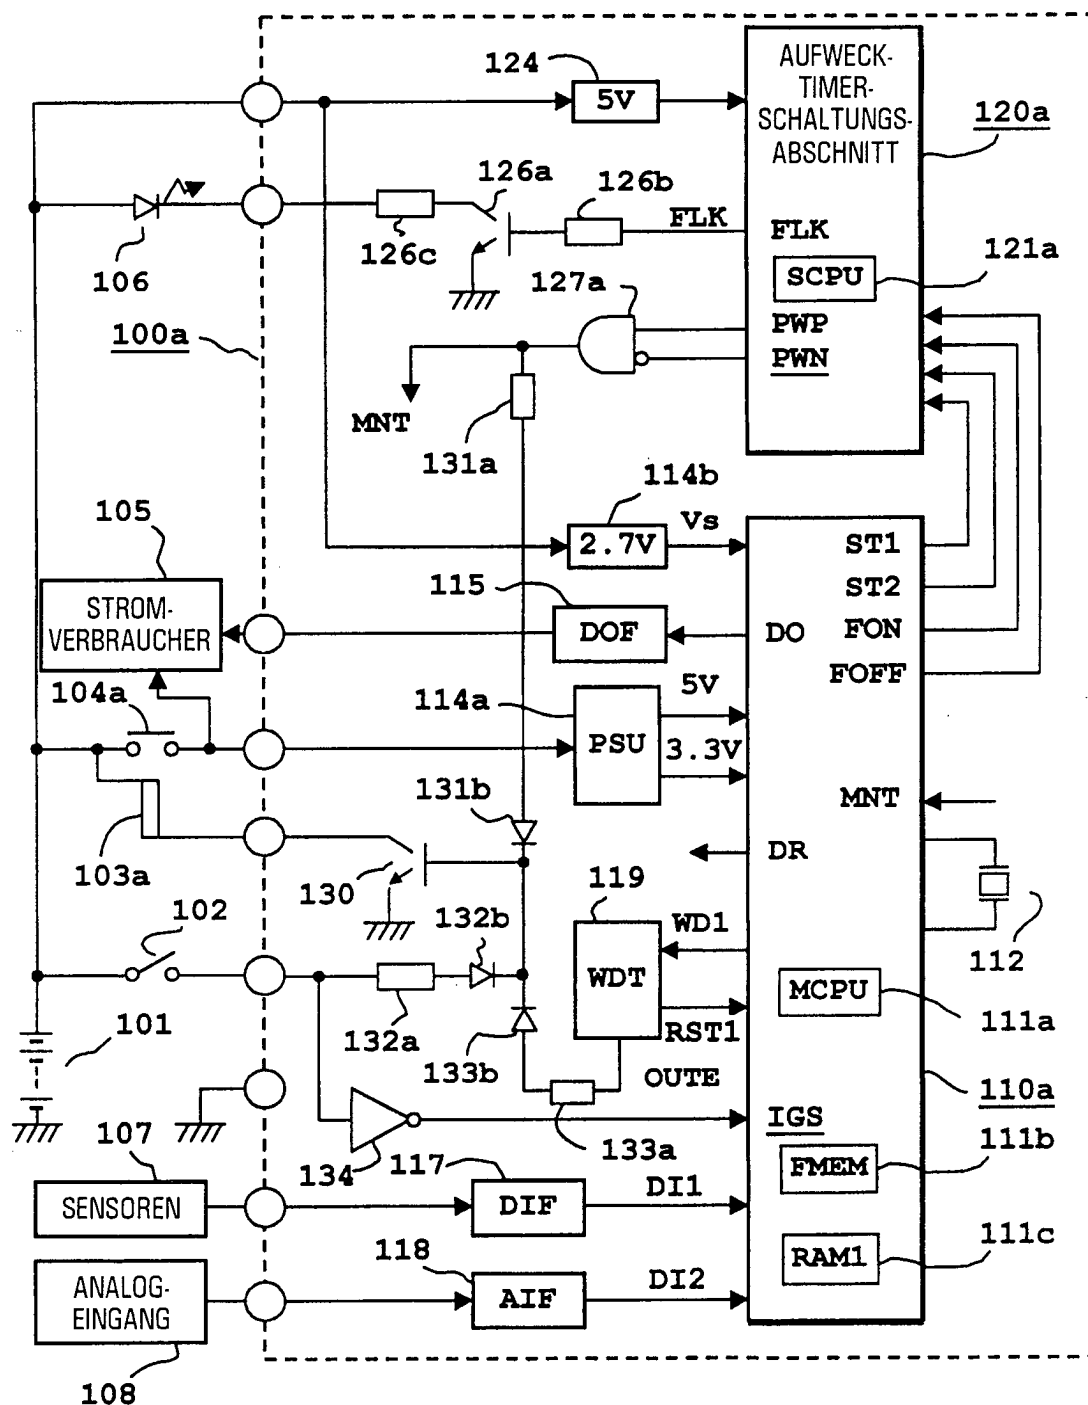 124
5V
AUFWECK-
TIMER-
SCHALTUNGS-
ABSCHNITT
120a
126a
126b
FLK
FLK
126c
106
SCPU
121a
127a
100a
PWP
PWN
MNT
131a
114b
Vs
2.7V
105
ST1
STROM-
VERBRAUCHER
115
ST2
DOF
DO
FON
FOFF
104a
114a
5V
PSU
3.3V
131b
MNT
103a
130
DR
119
102
132b
WD1
112
WDT
MCPU
101
132a
RST1
111a
133b
OUTE
110a
107
134
133a
IGS
111b
117
FMEM
SENSOREN
DIF
DI1
118
RAM1
111c
ANALOG-
EINGANG
AIF
DI2
108